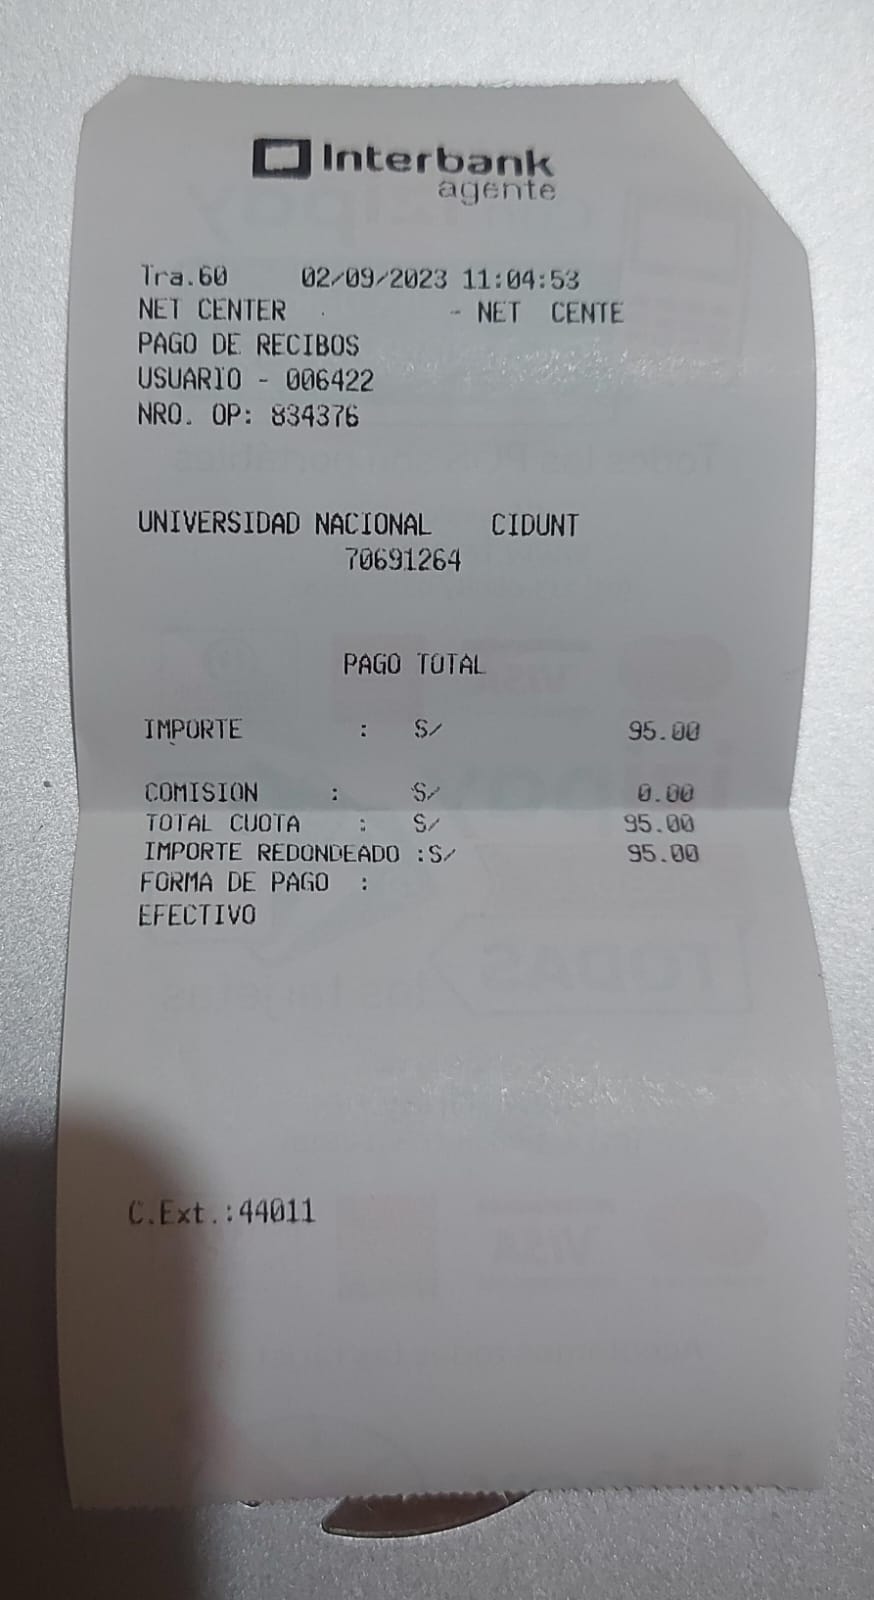 Interbank
agente
Tra.60 02/09/2023 11:04:53
NET CENTER - NET CENTE
PAGO DE RECIBOS
USUARIO - 006422
NRO. OP: 834376
UNIVERSIDAD NACIONAL CIDUNT
70691264
PAGO TOTAL
IMPORTE : S/ 95.00
COMISION : S/ 0.00
TOTAL CUOTA : S/ 95.00
IMPORTE REDONDEADO :S/ 95.00
FORMA DE PAGO :
EFECTIVO
C.Ext.:44011